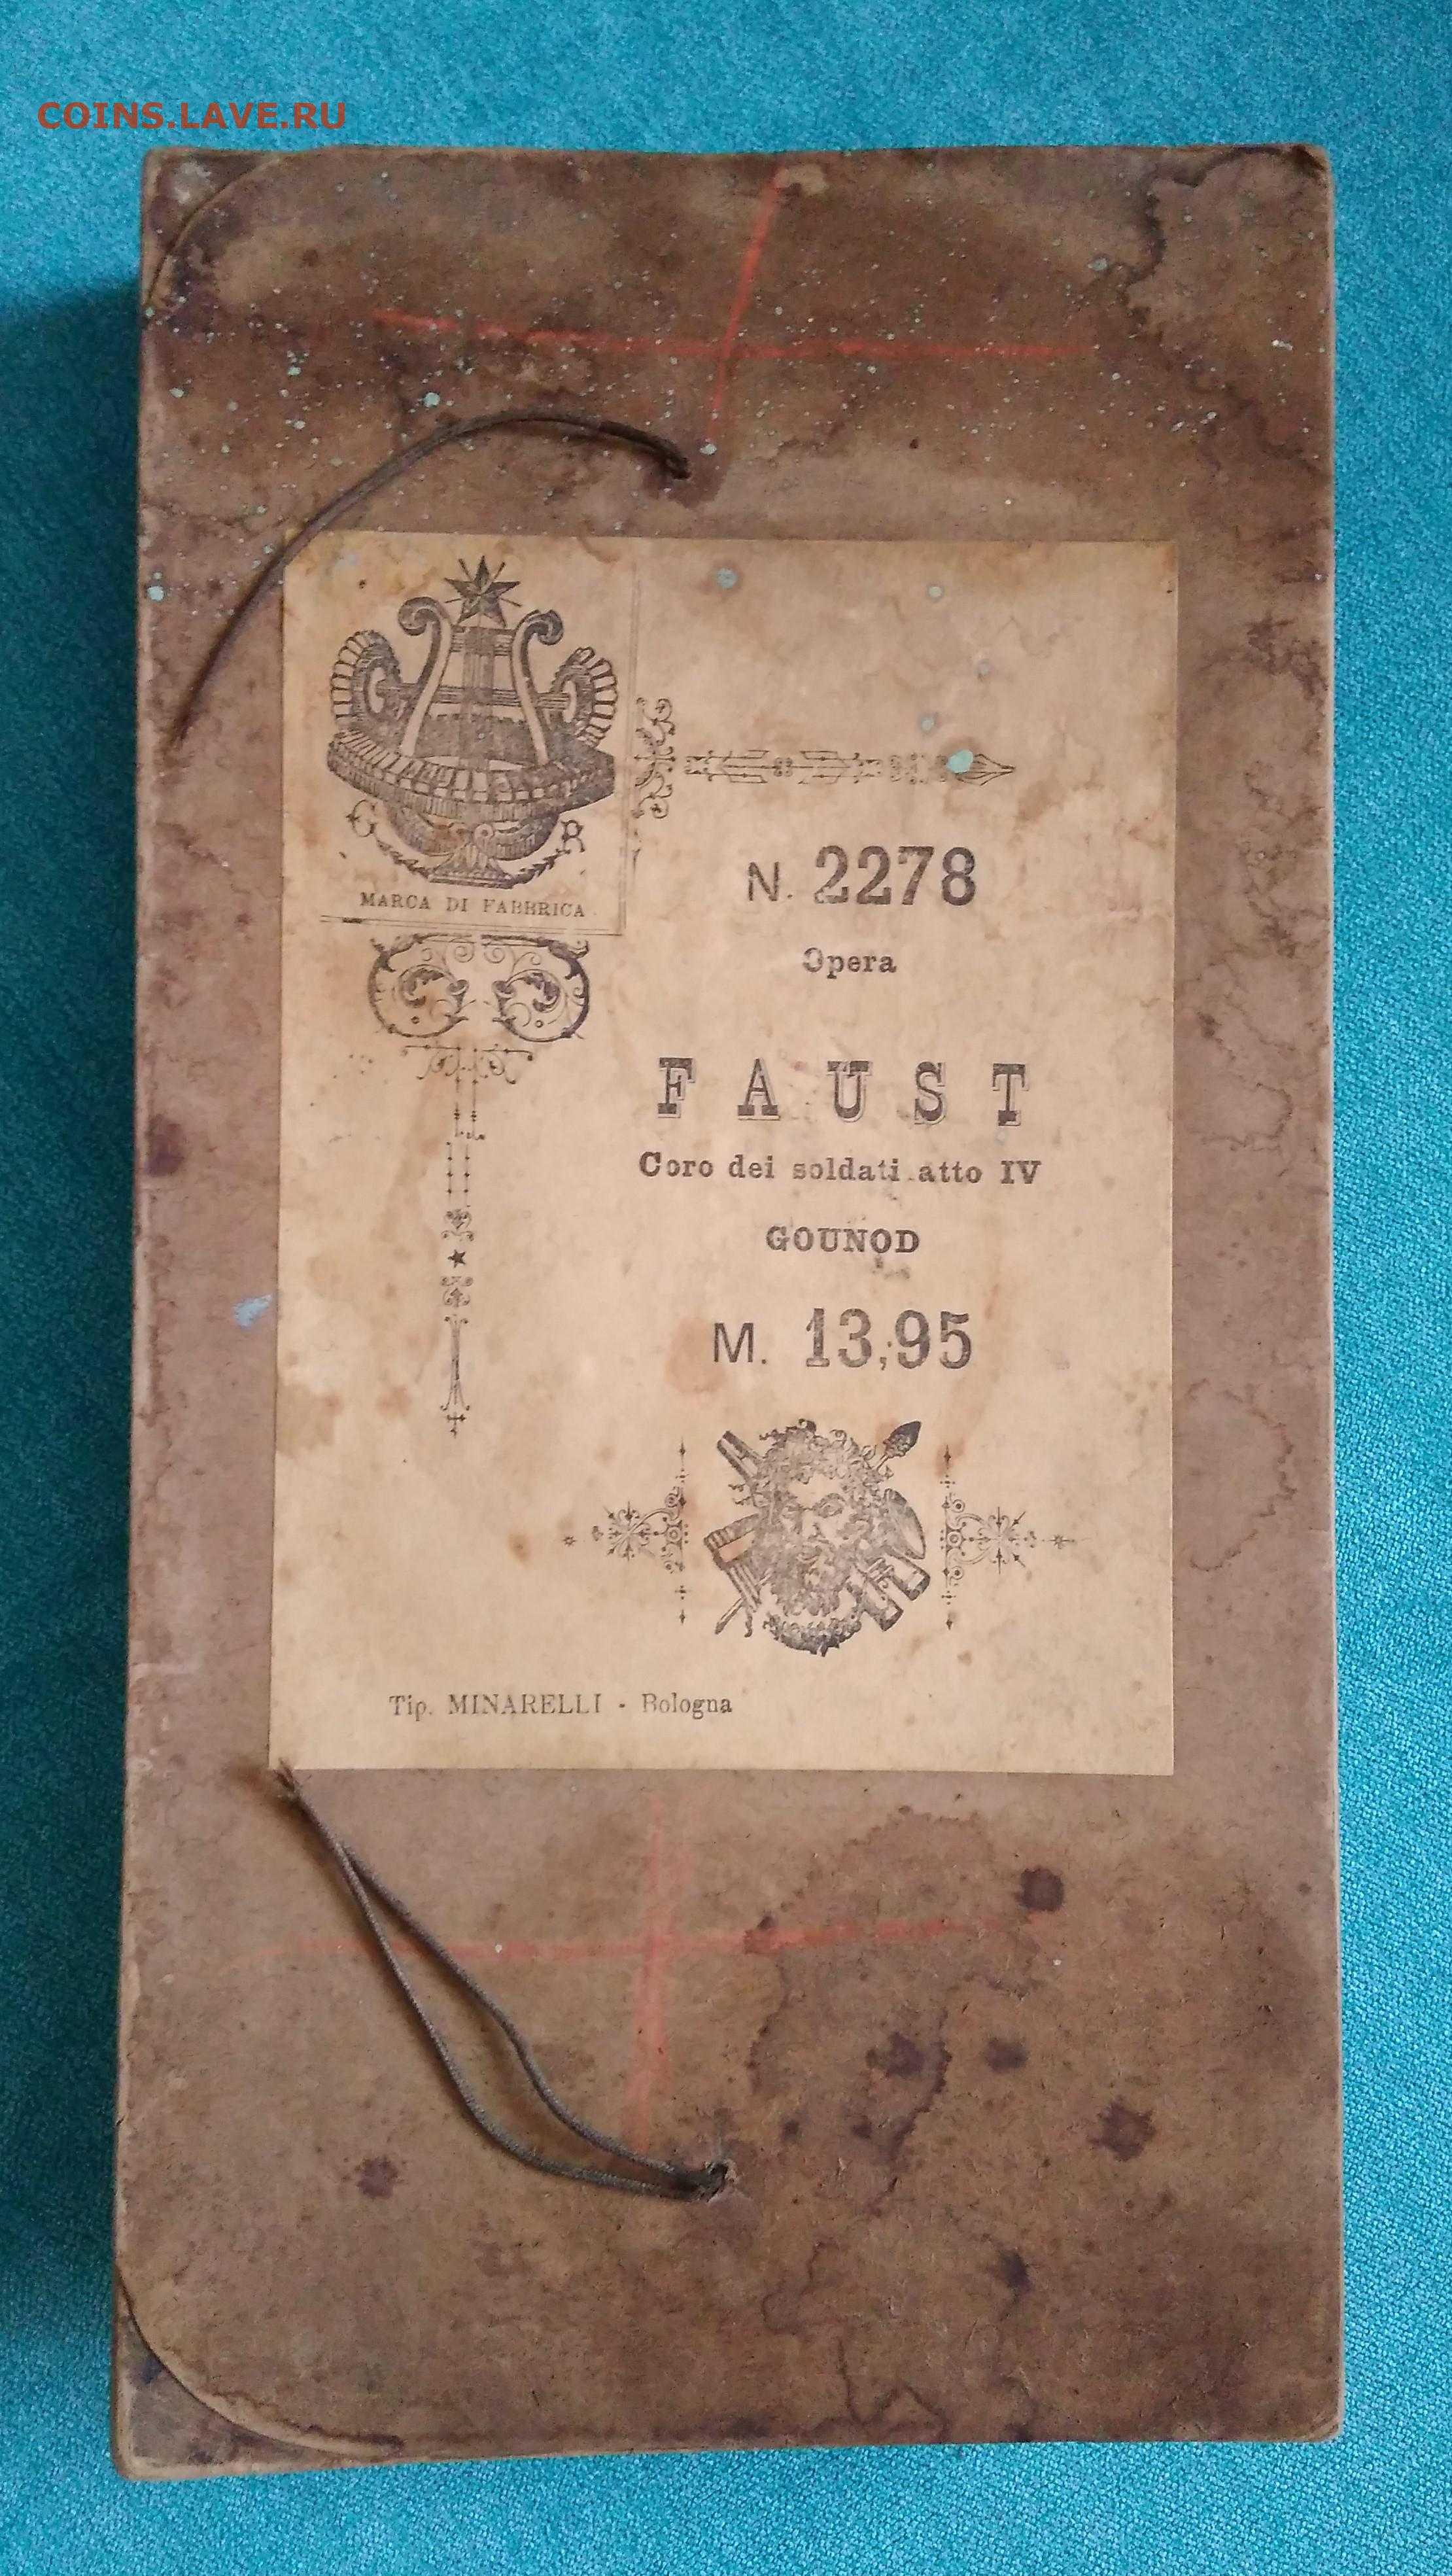 COINS.LAVE.RU
G R
MARCA DI FABBRICA
N. 2278
Opera
FAUST
Coro dei soldati atto IV
GOUNOD
M. 13,95
Tip. MINARELLI - Bologna